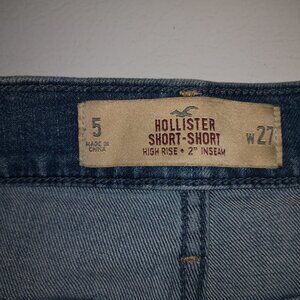 5
MADE IN
CHINA
HOLLISTER
SHORT-SHORT
HIGH RISE • 2" INSEAM
W27